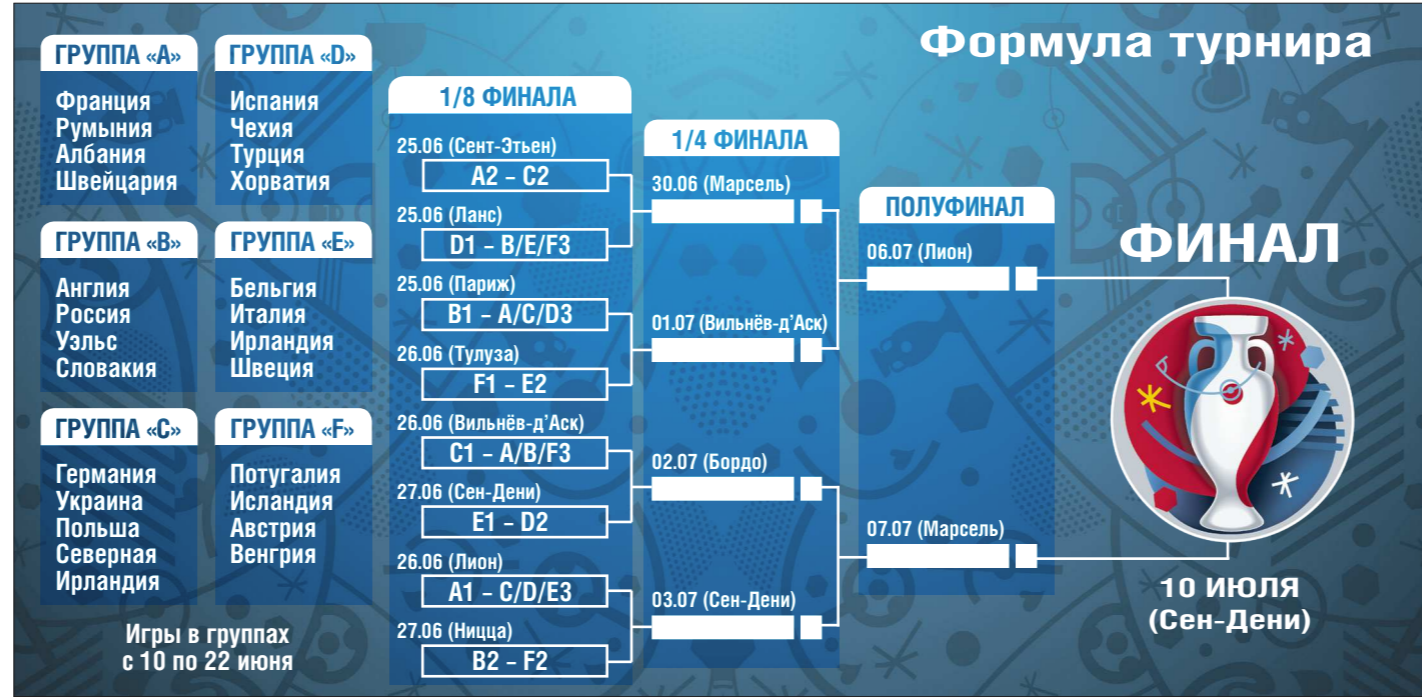 Формула турнира
ГРУППА «A»
Франция
Румыния
Албания
Швейцария
ГРУППА «D»
Испания
Чехия
Турция
Хорватия
ГРУППА «B»
Англия
Россия
Уэльс
Словакия
ГРУППА «E»
Бельгия
Италия
Ирландия
Швеция
ГРУППА «C»
Германия
Украина
Польша
Северная
Ирландия
ГРУППА «F»
Потугалия
Исландия
Австрия
Венгрия
Игры в группах
с 10 по 22 июня
1/8 ФИНАЛА
25.06 (Сент-Этьен)
A2 – C2
25.06 (Ланс)
D1 – B/E/F3
25.06 (Париж)
B1 – A/C/D3
26.06 (Тулуза)
F1 – E2
26.06 (Вильнёв-д’Аск)
C1 – A/B/F3
27.06 (Сен-Дени)
E1 – D2
26.06 (Лион)
A1 – C/D/E3
27.06 (Ницца)
B2 – F2
1/4 ФИНАЛА
30.06 (Марсель)
01.07 (Вильнёв-д’Аск)
02.07 (Бордо)
03.07 (Сен-Дени)
ПОЛУФИНАЛ
06.07 (Лион)
07.07 (Марсель)
ФИНАЛ
10 ИЮЛЯ
(Сен-Дени)